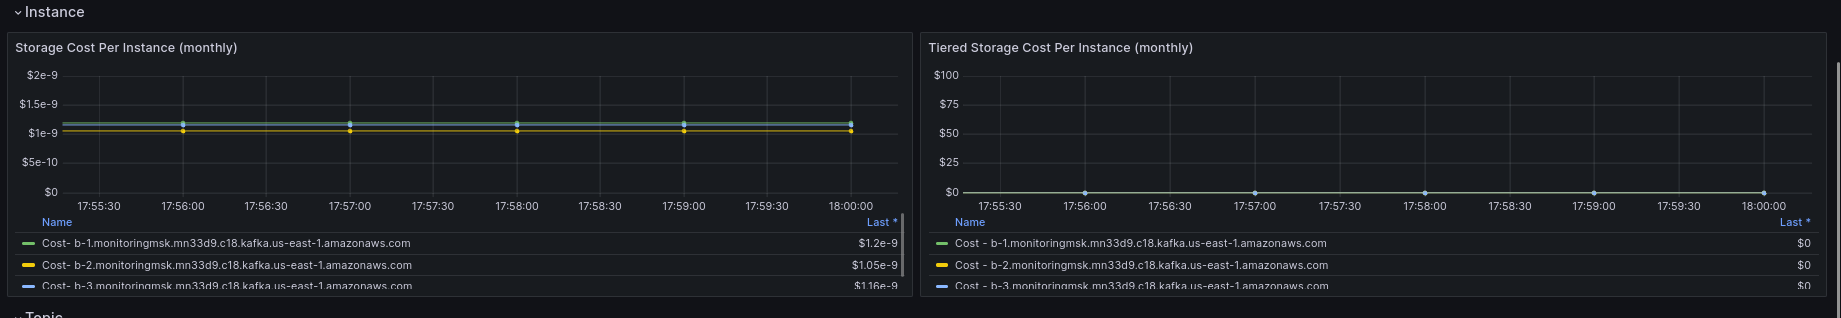 Instance
Storage Cost Per Instance (monthly)
$2e-9
$1.5e-9
$1e-9
$5e-10
$0
17:55:30 17:56:00 17:56:30 17:57:00 17:57:30 17:58:00 17:58:30 17:59:00 17:59:30 18:00:00
Name Last *
Cost- b-1.monitoringmsk.mn33d9.c18.kafka.us-east-1.amazonaws.com $1.2e-9
Cost- b-2.monitoringmsk.mn33d9.c18.kafka.us-east-1.amazonaws.com $1.05e-9
Cost- b-3.monitoringmsk.mn33d9.c18.kafka.us-east-1.amazonaws.com $1.16e-9
Tiered Storage Cost Per Instance (monthly)
$100
$75
$50
$25
$0
17:55:30 17:56:00 17:56:30 17:57:00 17:57:30 17:58:00 17:58:30 17:59:00 17:59:30 18:00:00
Name Last *
Cost - b-1.monitoringmsk.mn33d9.c18.kafka.us-east-1.amazonaws.com $0
Cost - b-2.monitoringmsk.mn33d9.c18.kafka.us-east-1.amazonaws.com $0
Cost - b-3.monitoringmsk.mn33d9.c18.kafka.us-east-1.amazonaws.com $0
Topic